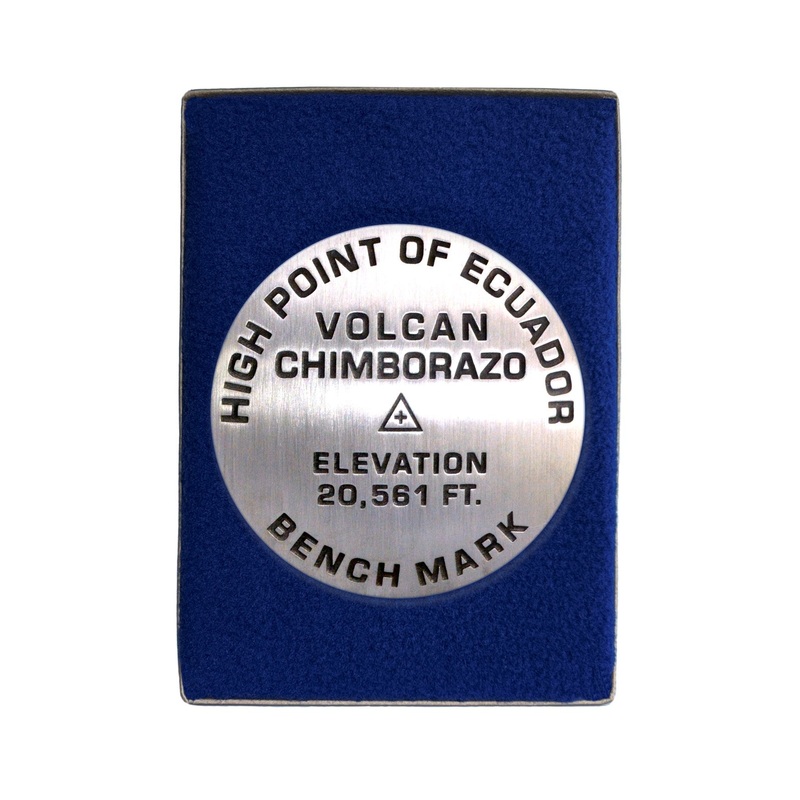 HIGH POINT OF ECUADOR
VOLCAN
CHIMBORAZO
ELEVATION
20,561 FT.
BENCH MARK